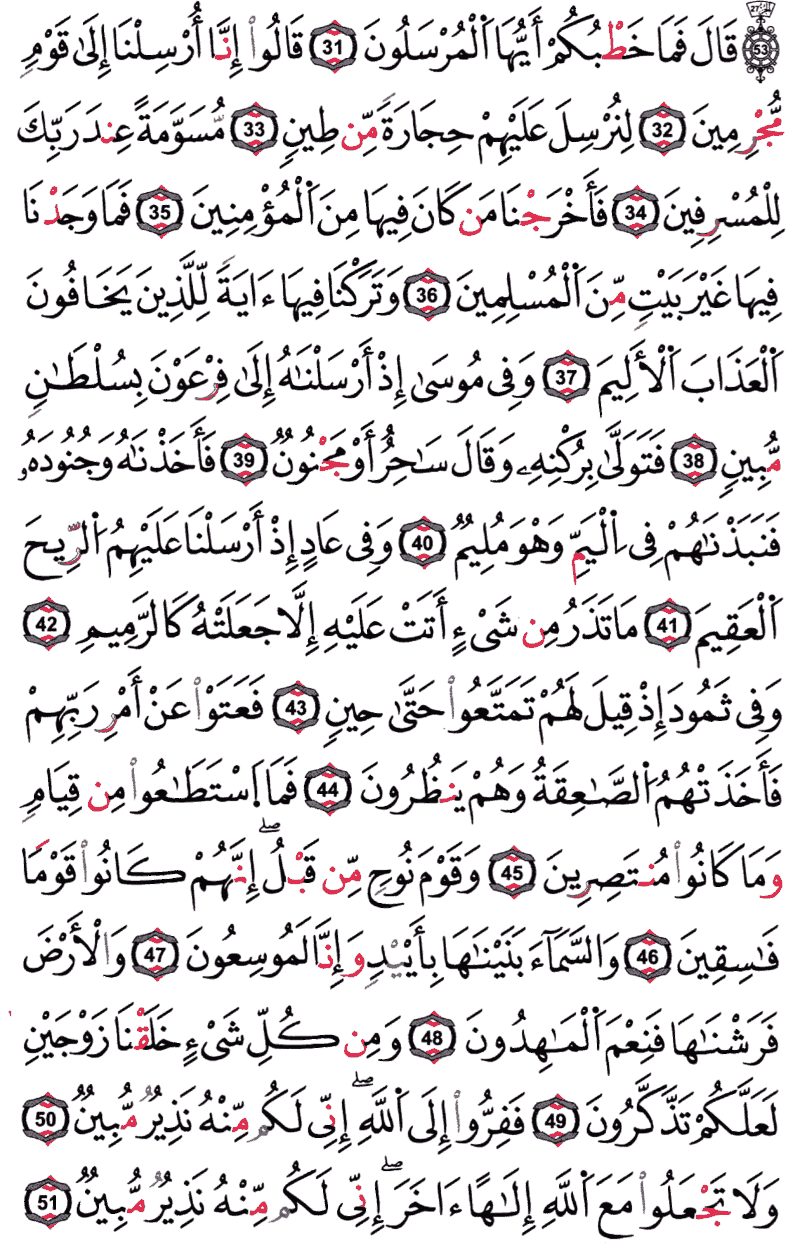 قَالَ فَمَا خَطْبُكُمْ أَيُّهَا ٱلْمُرْسَلُونَ 31 قَالُوٓا۟ إِنَّآ أُرْسِلْنَآ إِلَىٰ قَوْمٍ
مُّجْرِمِينَ 32 لِنُرْسِلَ عَلَيْهِمْ حِجَارَةً مِّن طِينٍ 33 مُّسَوَّمَةً عِندَ رَبِّكَ
لِلْمُسْرِفِينَ 34 فَأَخْرَجْنَا مَن كَانَ فِيهَا مِنَ ٱلْمُؤْمِنِينَ 35 فَمَا وَجَدْنَا
فِيهَا غَيْرَ بَيْتٍ مِّنَ ٱلْمُسْلِمِينَ 36 وَتَرَكْنَا فِيهَا ءَايَةً لِّلَّذِينَ يَخَافُونَ
ٱلْعَذَابَ ٱلْأَلِيمَ 37 وَفِى مُوسَىٰ إِذْ أَرْسَلْنَٰهُ إِلَىٰ فِرْعَوْنَ بِسُلْطَٰنٍ
مُّبِينٍ 38 فَتَوَلَّىٰ بِرُكْنِهِۦ وَقَالَ سَٰحِرٌ أَوْ مَجْنُونٌ 39 فَأَخَذْنَٰهُ وَجُنُودَهُۥ
فَنَبَذْنَٰهُمْ فِى ٱلْيَمِّ وَهْوَ مُلِيمٌ 40 وَفِى عَادٍ إِذْ أَرْسَلْنَا عَلَيْهِمُ ٱلرِّيحَ
ٱلْعَقِيمَ 41 مَا تَذَرُ مِن شَىْءٍ أَتَتْ عَلَيْهِ إِلَّا جَعَلَتْهُ كَٱلرَّمِيمِ 42
وَفِى ثَمُودَ إِذْ قِيلَ لَهُمْ تَمَتَّعُوا۟ حَتَّىٰ حِينٍ 43 فَعَتَوْا۟ عَنْ أَمْرِ رَبِّهِمْ
فَأَخَذَتْهُمُ ٱلصَّٰعِقَةُ وَهُمْ يَنظُرُونَ 44 فَمَا ٱسْتَطَٰعُوا۟ مِن قِيَامٍ
وَمَا كَانُوا۟ مُنتَصِرِينَ 45 وَقَوْمَ نُوحٍ مِّن قَبْلُ ۖ إِنَّهُمْ كَانُوا۟ قَوْمًا
فَٰسِقِينَ 46 وَٱلسَّمَآءَ بَنَيْنَٰهَا بِأَيْي۟دٍ وَإِنَّا لَمُوسِعُونَ 47 وَٱلْأَرْضَ
فَرَشْنَٰهَا فَنِعْمَ ٱلْمَٰهِدُونَ 48 وَمِن كُلِّ شَىْءٍ خَلَقْنَا زَوْجَيْنِ
لَعَلَّكُمْ تَذَّكَّرُونَ 49 فَفِرُّوٓا۟ إِلَى ٱللَّهِ ۖ إِنِّى لَكُم مِّنْهُ نَذِيرٌ مُّبِينٌ 50
وَلَا تَجْعَلُوا۟ مَعَ ٱللَّهِ إِلَٰهًا ءَاخَرَ ۖ إِنِّى لَكُم مِّنْهُ نَذِيرٌ مُّبِينٌ 51